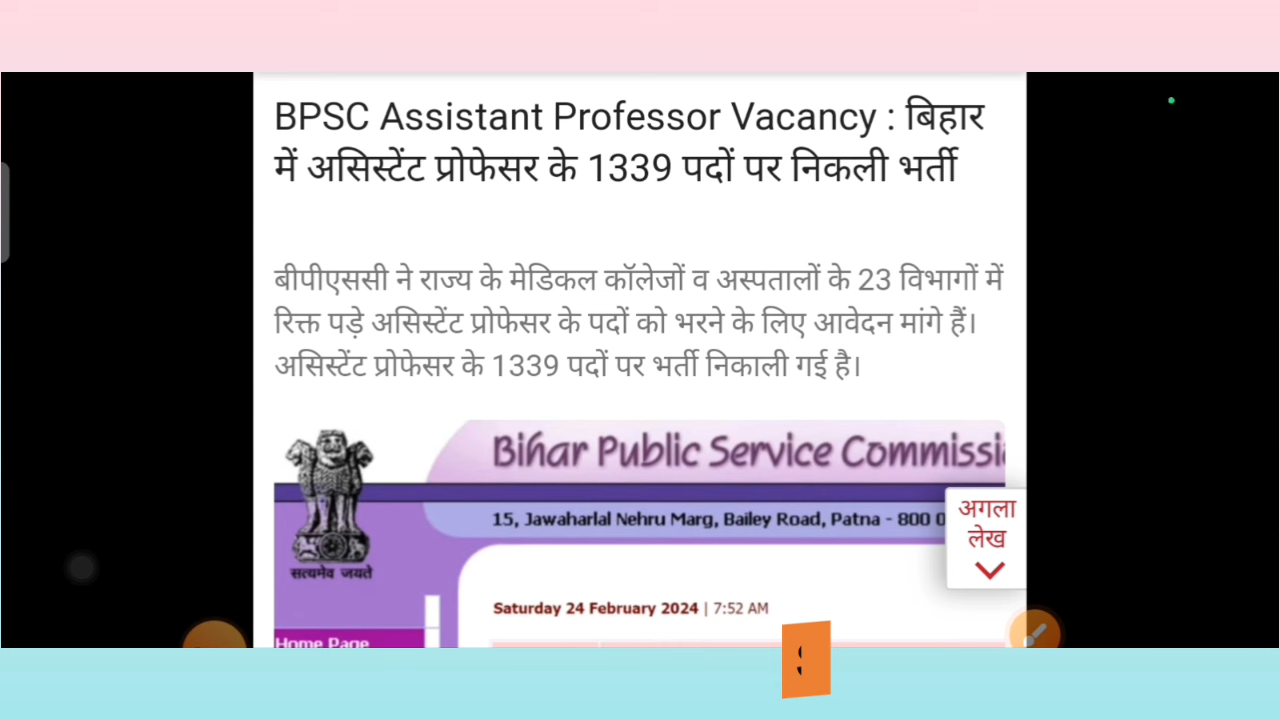 BPSC Assistant Professor Vacancy : बिहार
में असिस्टेंट प्रोफेसर के 1339 पदों पर निकली भर्ती
बीपीएससी ने राज्य के मेडिकल कॉलेजों व अस्पतालों के 23 विभागों में
रिक्त पड़े असिस्टेंट प्रोफेसर के पदों को भरने के लिए आवेदन मांगे हैं।
असिस्टेंट प्रोफेसर के 1339 पदों पर भर्ती निकाली गई है।
Bihar Public Service
15, Jawaharlal Nehru Marg, Bailey Road, Patna - 800
अगला
लेख
सत्यमेव जयते
Saturday 24 February 2024 | 7:52 AM
Home Page